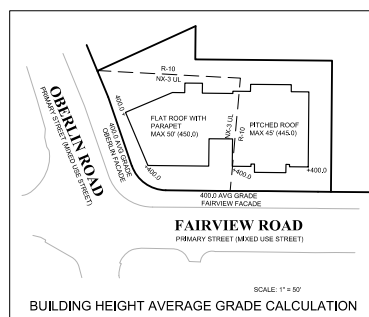 R-10
NX-3 UL
400.0
FLAT ROOF WITH
PARAPET
MAX 50' (450.0)
PITCHED ROOF
MAX 45' (445.0)
NX-3 UL
R-10
OBERLIN ROAD
PRIMARY STREET (MIXED USE STREET)
400.0 AVG GRADE
OBERLIN FACADE
+400.0
+400.0
+400.0
400.0 AVG GRADE
FAIRVIEW FACADE
FAIRVIEW ROAD
PRIMARY STREET (MIXED USE STREET)
SCALE: 1" = 50'
BUILDING HEIGHT AVERAGE GRADE CALCULATION